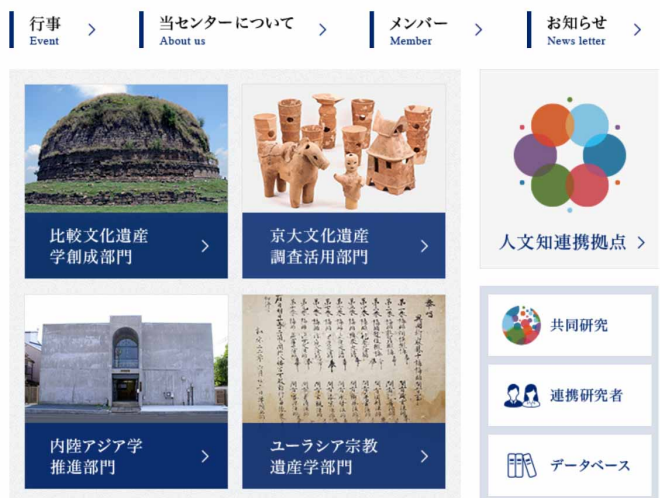 行事
Event
当センターについて
About us
メンバー
Member
お知らせ
News letter
比較文化遺産
学創成部門
京大文化遺産
調査活用部門
人文知連携拠点
内陸アジア学
推進部門
ユーラシア宗教
遺産学部門
共同研究
連携研究者
データベース